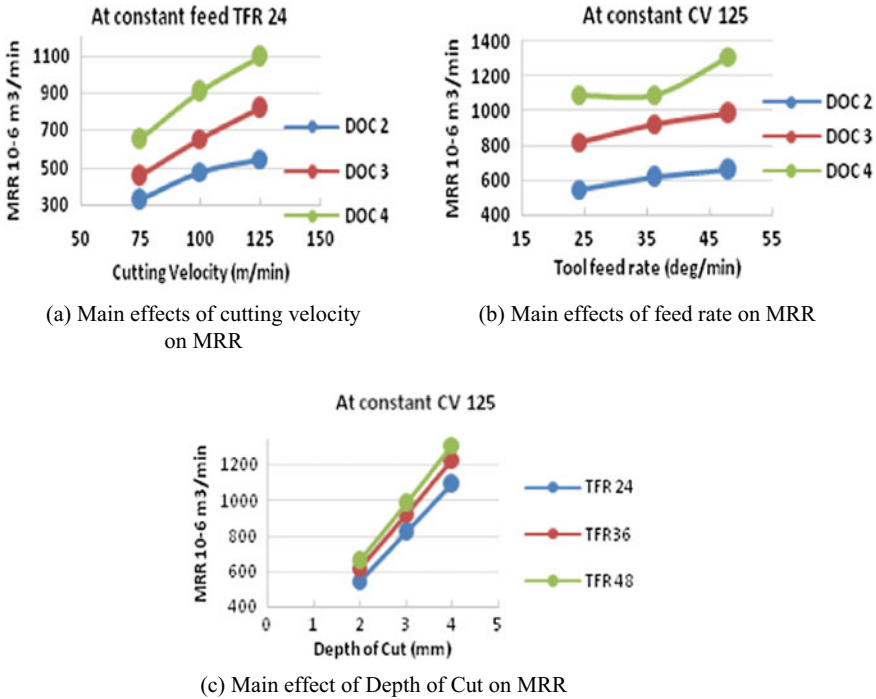 At constant feed TFR 24
MRR 10-6 m3/min
1100
900
700
500
300
50 75 100 125 150
Cutting Velocity (m/min)
DOC 2
DOC 3
DOC 4
(a) Main effects of cutting velocity
on MRR
At constant CV 125
MRR 10-6 m3/min
1400
1200
1000
800
600
400
15 25 35 45 55
Tool feed rate (deg/min)
DOC 2
DOC 3
DOC 4
(b) Main effects of feed rate on MRR
At constant CV 125
MRR 10-6 m3/min
1200
1000
800
600
400
0 1 2 3 4 5
Depth of Cut (mm)
TFR 24
TFR36
TFR 48
(c) Main effect of Depth of Cut on MRR